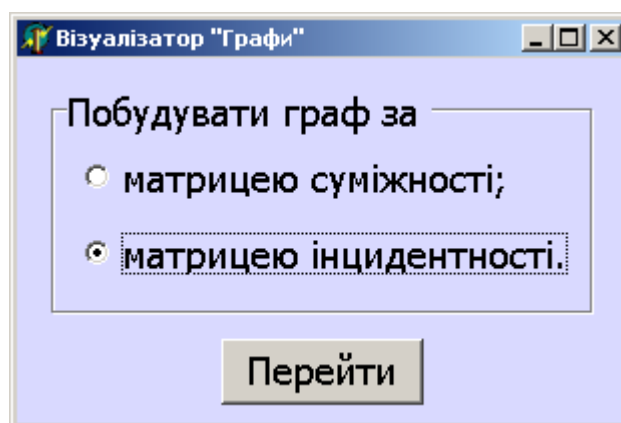 Візуалізатор "Графи"
Побудувати граф за
матрицею суміжності;
матрицею інцидентності.
Перейти